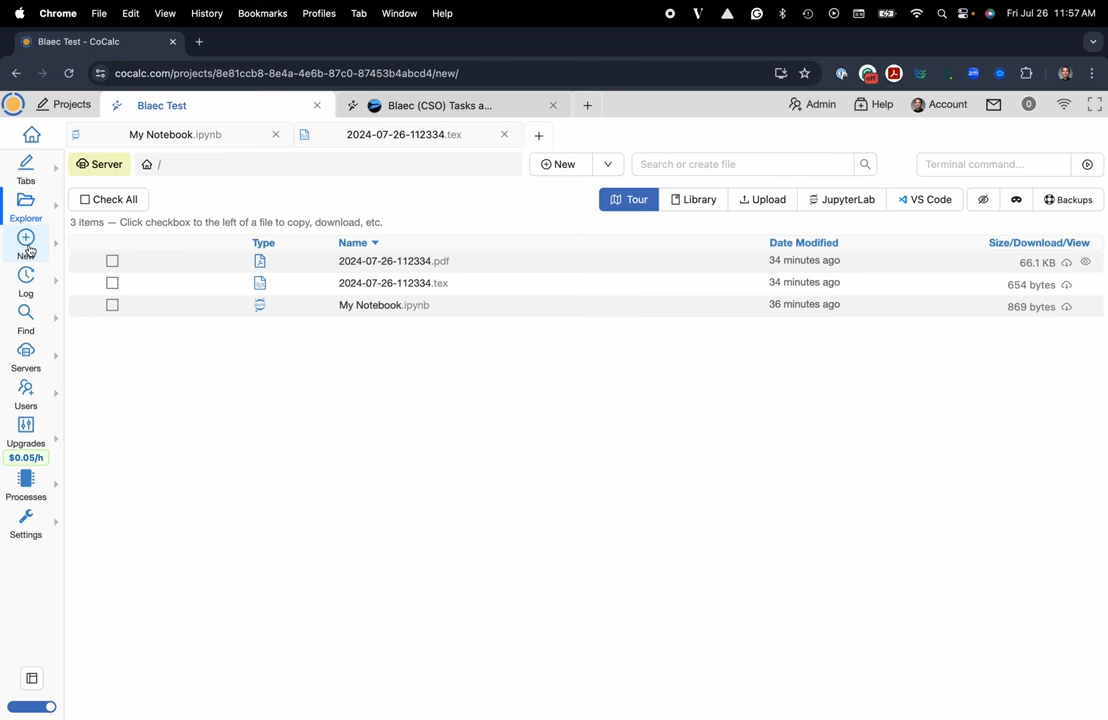 Chrome File Edit View History Bookmarks Profiles Tab Window Help Fri Jul 26 11:57 AM
Blaec Test - CoCalc
cocalc.com/projects/8e81ccb8-8e4a-4e6b-87c0-87453b4abcd4/new/
Projects Blaec Test Blaec (CSO) Tasks a... Admin Help Account 0
My Notebook.ipynb 2024-07-26-112334.tex
Server / New Search or create file Terminal command...
Tabs
Check All Tour Library Upload JupyterLab VS Code Backups
Explorer
3 items — Click checkbox to the left of a file to copy, download, etc.
Type Name Date Modified Size/Download/View
New
2024-07-26-112334.pdf 34 minutes ago 66.1 KB
2024-07-26-112334.tex 34 minutes ago 654 bytes
Log
My Notebook.ipynb 36 minutes ago 869 bytes
Find
Servers
Users
Upgrades
$0.05/h
Processes
Settings